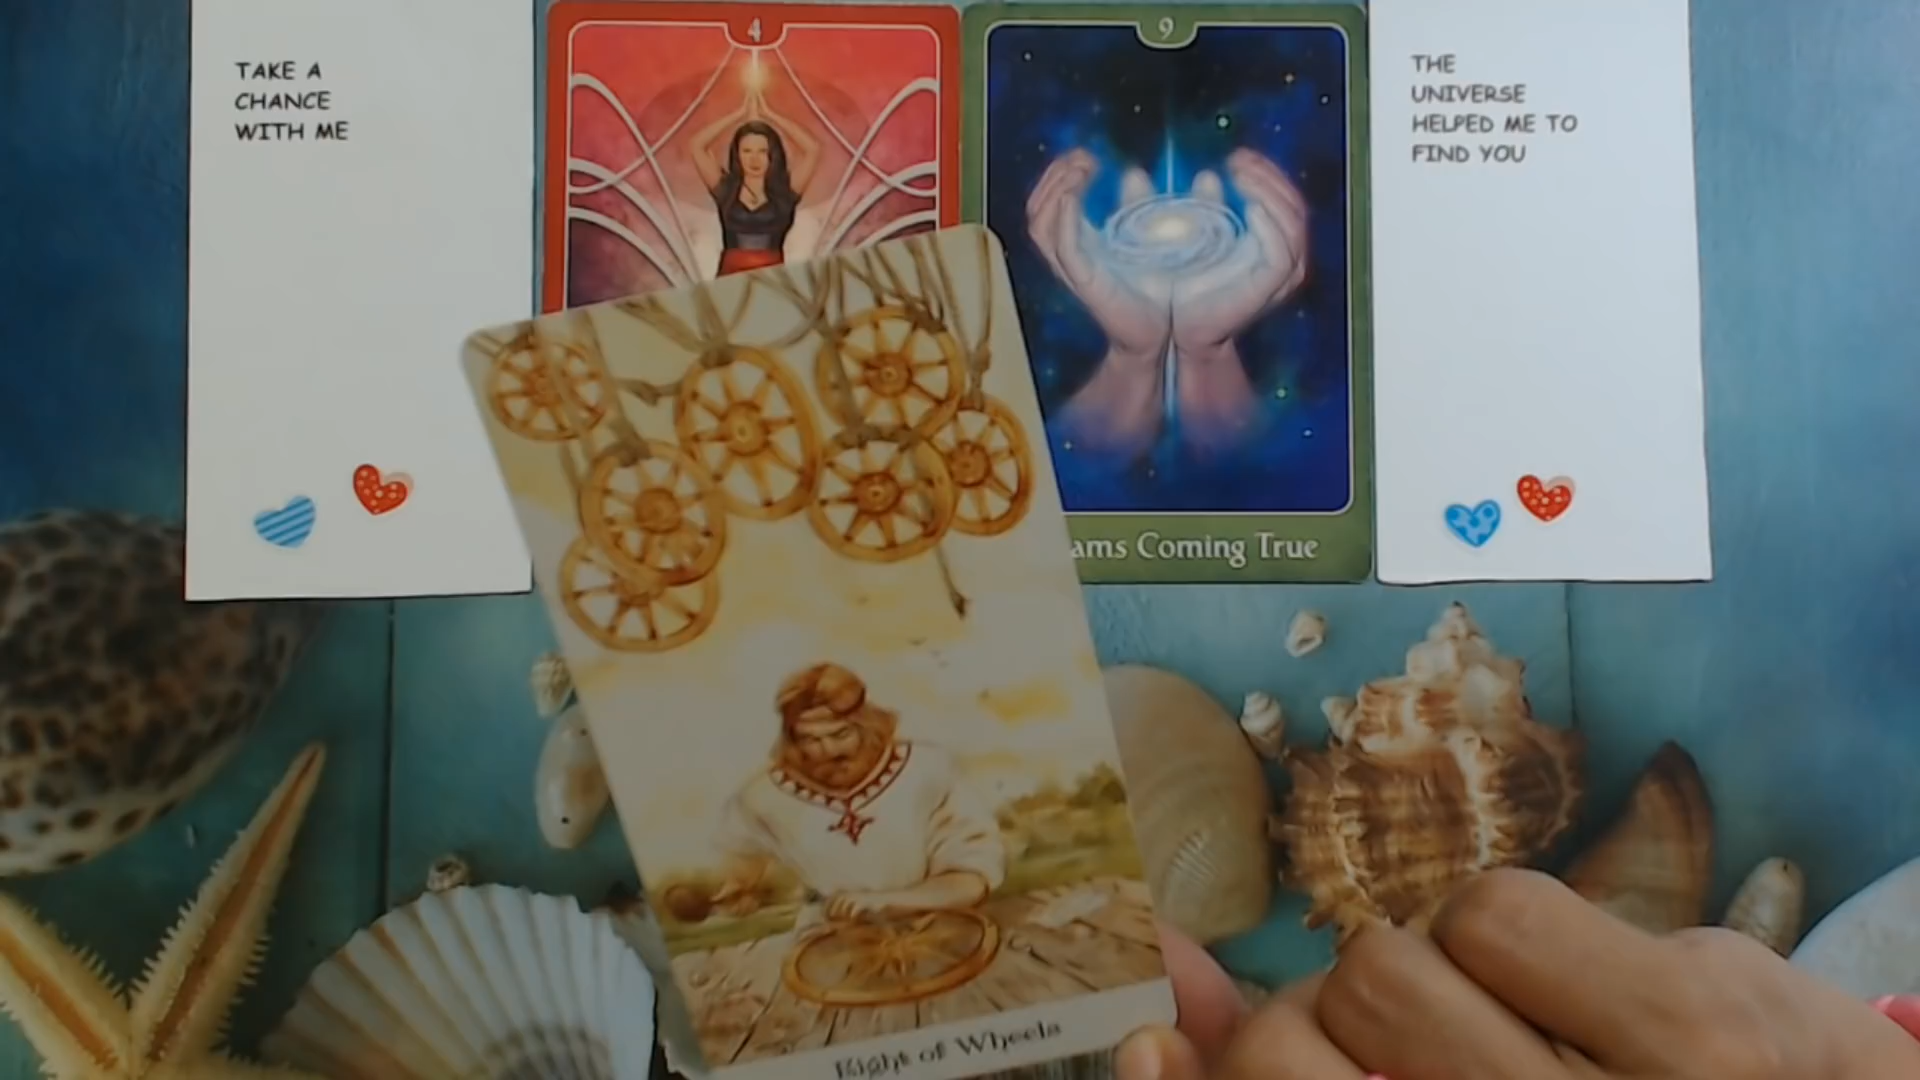 TAKE A
CHANCE
WITH ME
4
9
THE
UNIVERSE
HELPED ME TO
FIND YOU
ams Coming True
Eight of Wheels